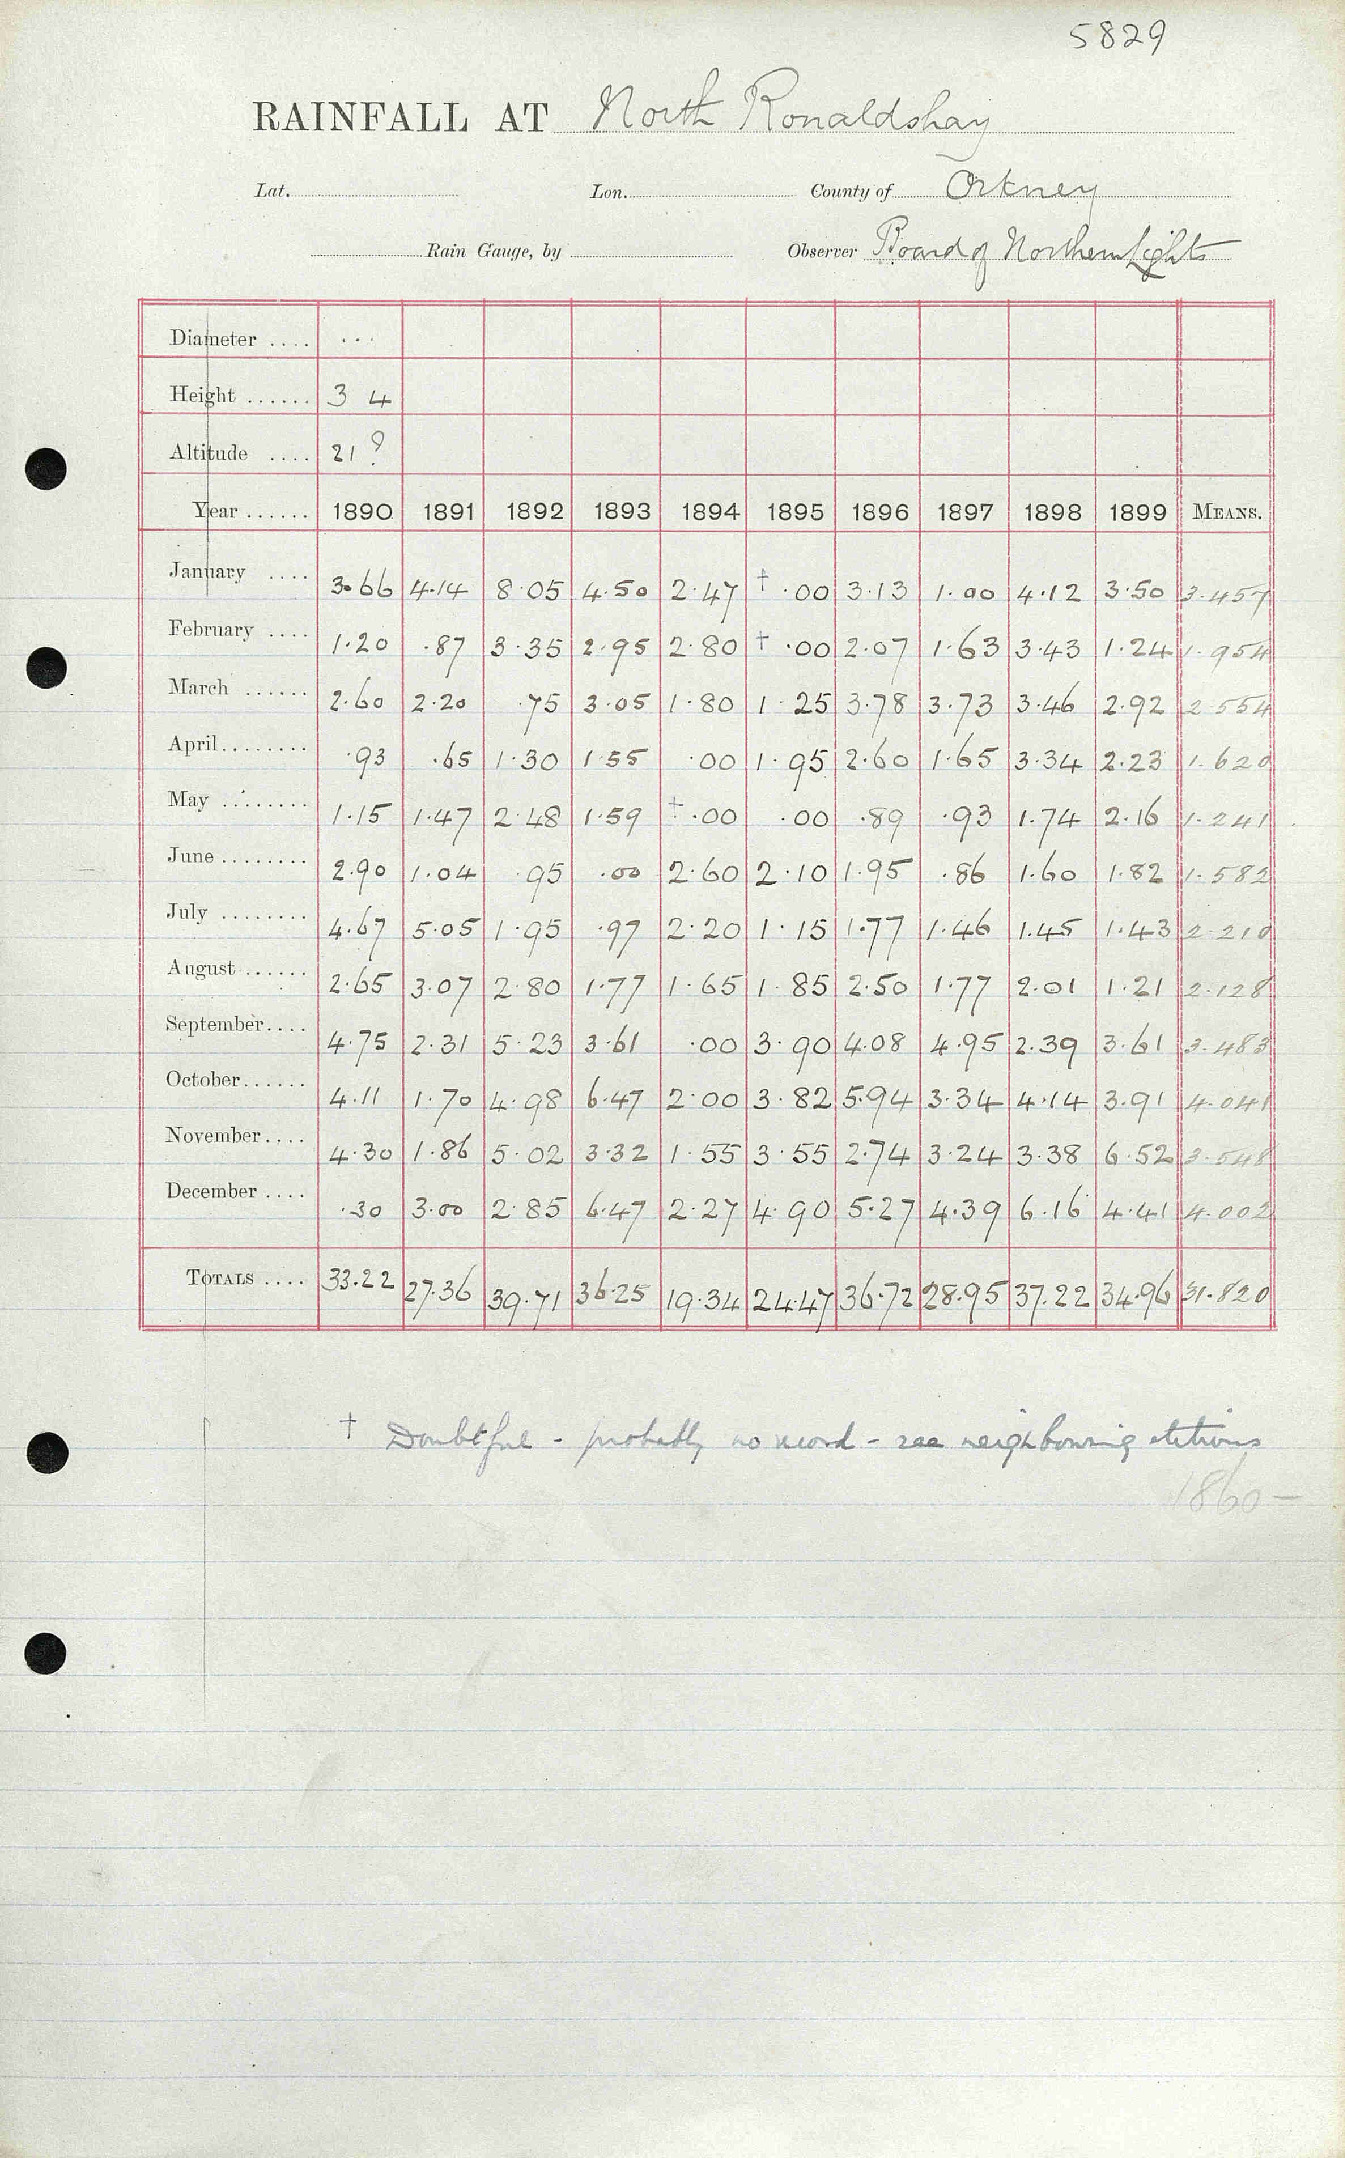 5829
RAINFALL AT North Ronaldshay
Lat. Lon. County of Orkney
Rain Gauge, by Observer Board of Northern Lights
Diameter .... ...
Height ...... 3 4
Altitude .... 21 ?
Year ...... 1890 1891 1892 1893 1894 1895 1896 1897 1898 1899 MEANS.
January .... 3.66 4.14 8.05 4.50 2.47 † .00 3.13 1.00 4.12 3.50 3.457
February .... 1.20 .87 3.35 2.95 2.80 † .00 2.07 1.63 3.43 1.24 1.954
March ...... 2.60 2.20 .75 3.05 1.80 1.25 3.78 3.73 3.46 2.92 2.554
April ........ .93 .65 1.30 1.55 .00 1.95 2.60 1.65 3.34 2.23 1.620
May ........ 1.15 1.47 2.48 1.59 † .00 .00 .89 .93 1.74 2.16 1.241
June ........ 2.90 1.04 .95 .00 2.60 2.10 1.95 .86 1.60 1.82 1.582
July ........ 4.67 5.05 1.95 .97 2.20 1.15 1.77 1.46 1.45 1.43 2.210
August ...... 2.65 3.07 2.80 1.77 1.65 1.85 2.50 1.77 2.01 1.21 2.128
September .... 4.75 2.31 5.23 3.61 .00 3.90 4.08 4.95 2.39 3.61 3.483
October ...... 4.11 1.70 4.98 6.47 2.00 3.82 5.94 3.34 4.14 3.91 4.041
November .... 4.30 1.86 5.02 3.32 1.55 3.55 2.74 3.24 3.38 6.52 3.548
December .... .30 3.00 2.85 6.47 2.27 4.90 5.27 4.39 6.16 4.41 4.002
TOTALS .... 33.22 27.36 39.71 36.25 19.34 24.47 36.72 28.95 37.22 34.96 31.820
† Doubtful - probably no record - see neighbouring stations
1860 -